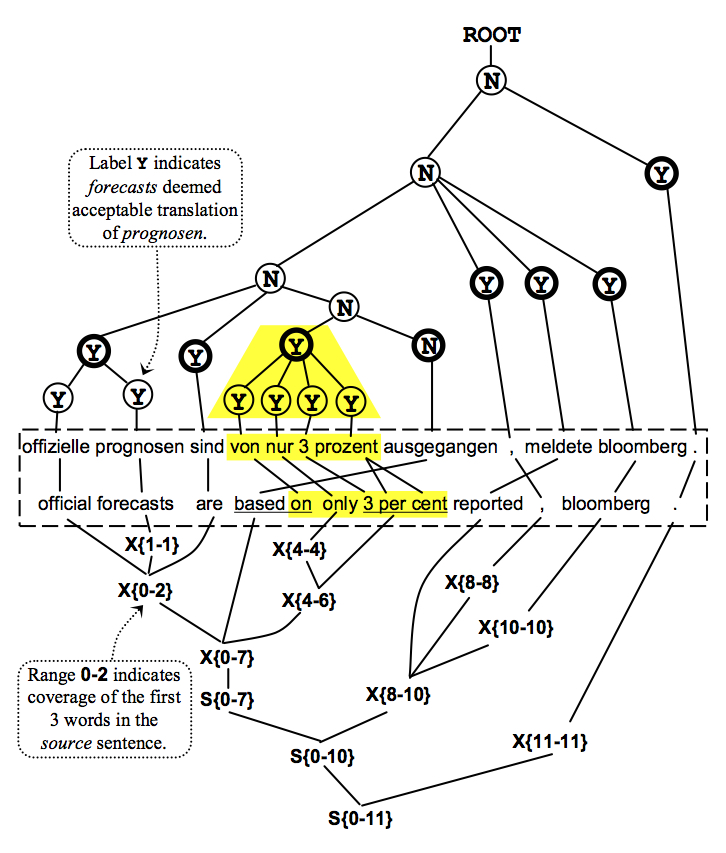 ROOT
N
N
Y
Label Y indicates
forecasts deemed
acceptable translation
of prognosen.
N
Y
Y
Y
N
Y
Y
Y
N
Y
Y
Y
Y
Y
Y
offizielle prognosen sind von nur 3 prozent ausgegangen , meldete bloomberg .
official forecasts are based on only 3 per cent reported , bloomberg .
X{1-1}
X{4-4}
X{0-2}
X{4-6}
X{8-8}
X{10-10}
X{0-7}
Range 0-2 indicates
coverage of the first
3 words in the
source sentence.
S{0-7}
X{8-10}
S{0-10}
X{11-11}
S{0-11}